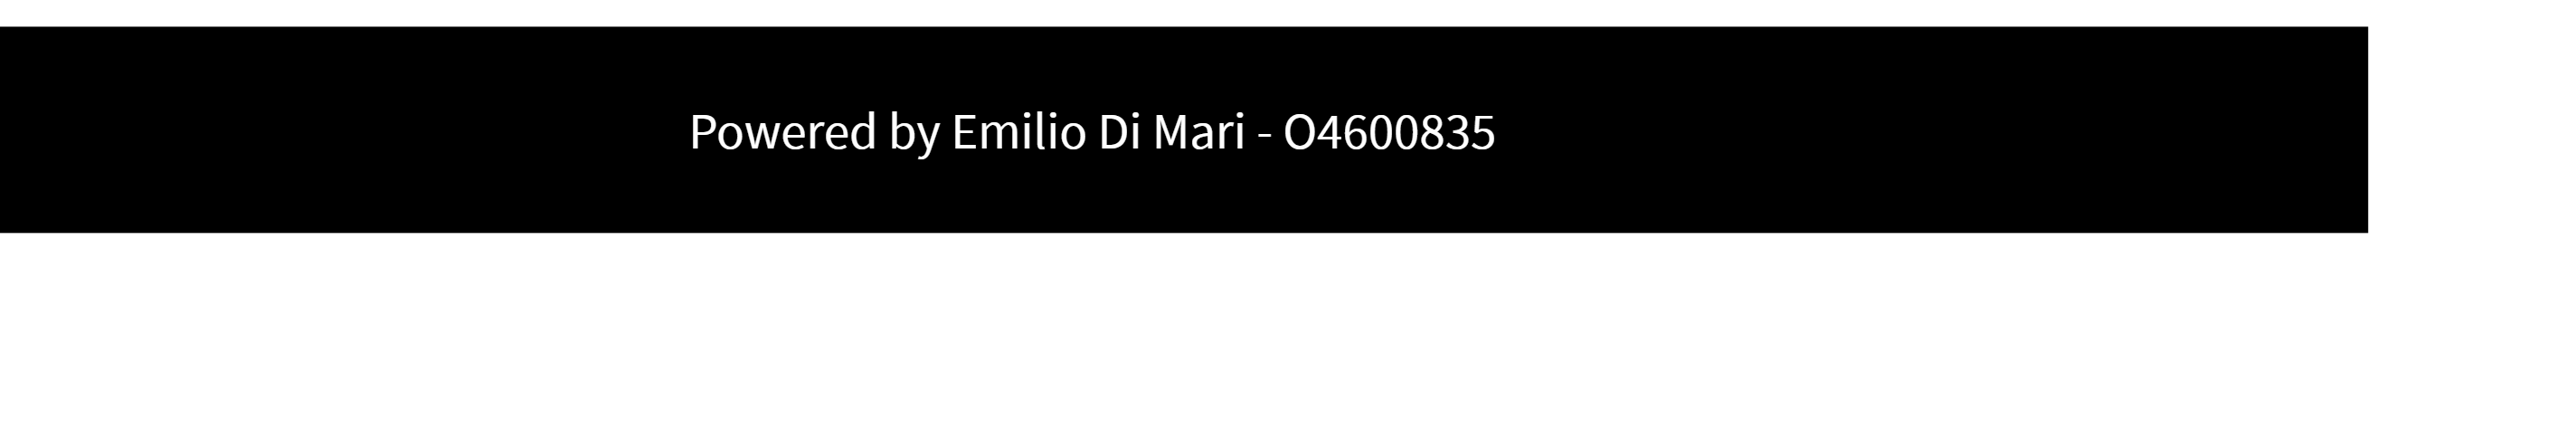 Powered by Emilio Di Mari - O4600835